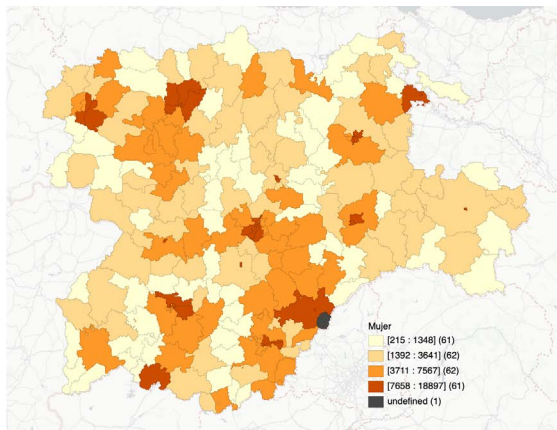 Mujer
[215 : 1348] (61)
[1392 : 3641] (62)
[3711 : 7567] (62)
[7658 : 18897] (61)
undefined (1)